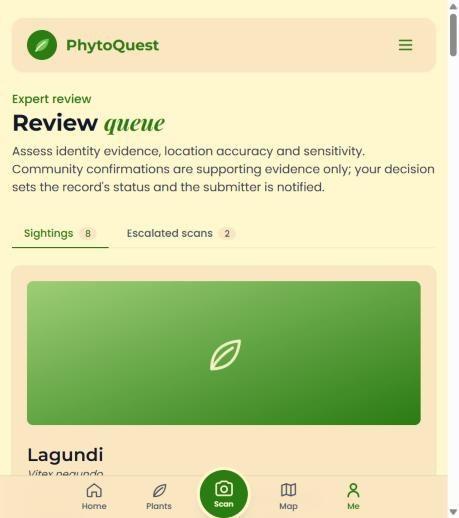 PhytoQuest
Expert review
Review queue
Assess identity evidence, location accuracy and sensitivity.
Community confirmations are supporting evidence only; your decision
sets the record's status and the submitter is notified.
Sightings 8 Escalated scans 2
Lagundi
Vitex negundo
Home Plants Scan Map Me